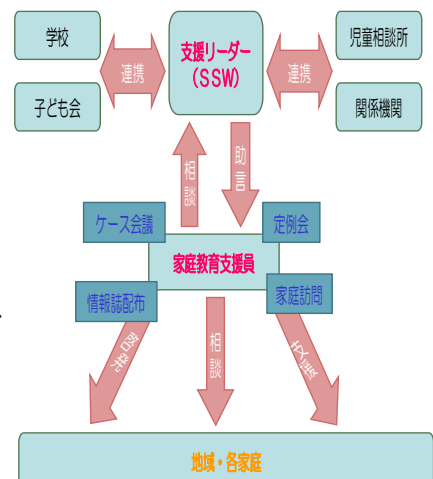 学校
支援リーダー
(SSW)
児童相談所
連携
連携
子ども会
関係機関
相談
助言
ケース会議
定例会
家庭教育支援員
情報誌配布
家庭訪問
啓発
相談
支援
地域・各家庭